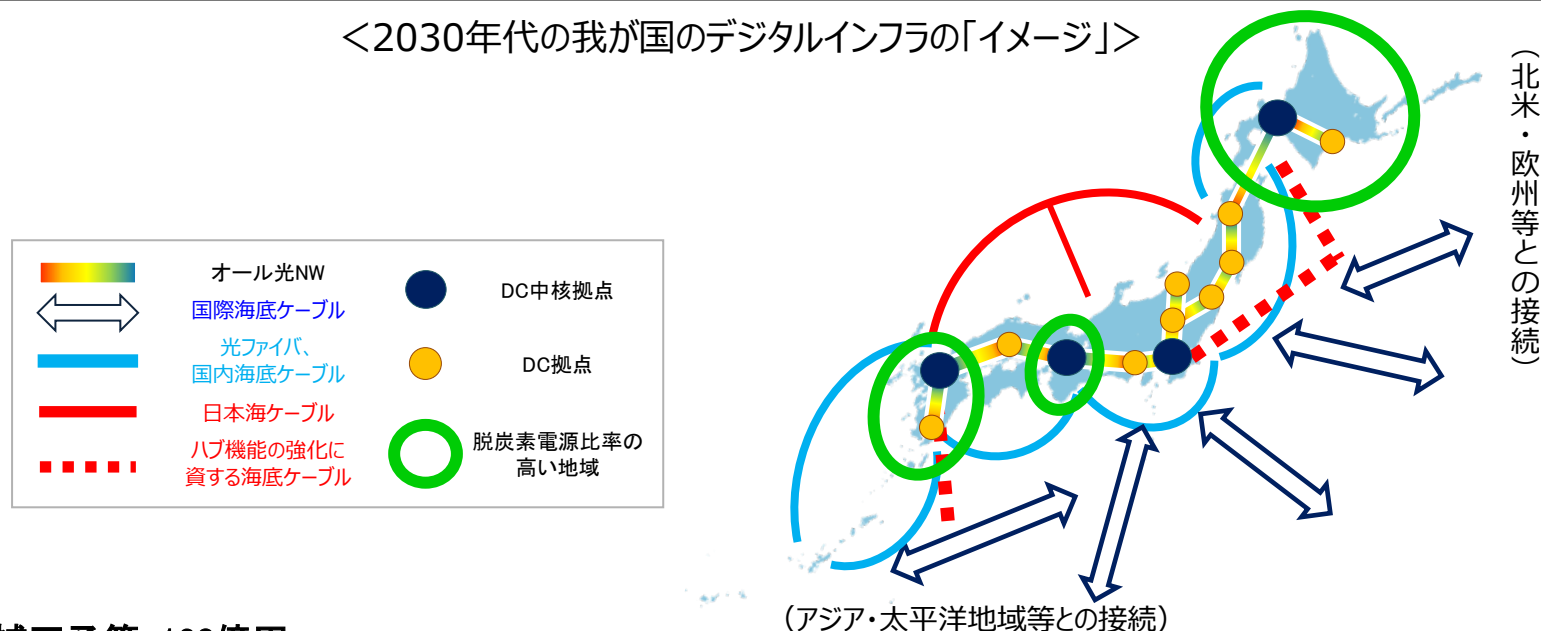 <2030年代の我が国のデジタルインフラの「イメージ」>
(北米・欧州等との接続)
オール光NW
国際海底ケーブル
光ファイバ、
国内海底ケーブル
日本海ケーブル
ハブ機能の強化に
資する海底ケーブル
DC中核拠点
DC拠点
脱炭素電源比率の
高い地域
(アジア・太平洋地域等との接続)